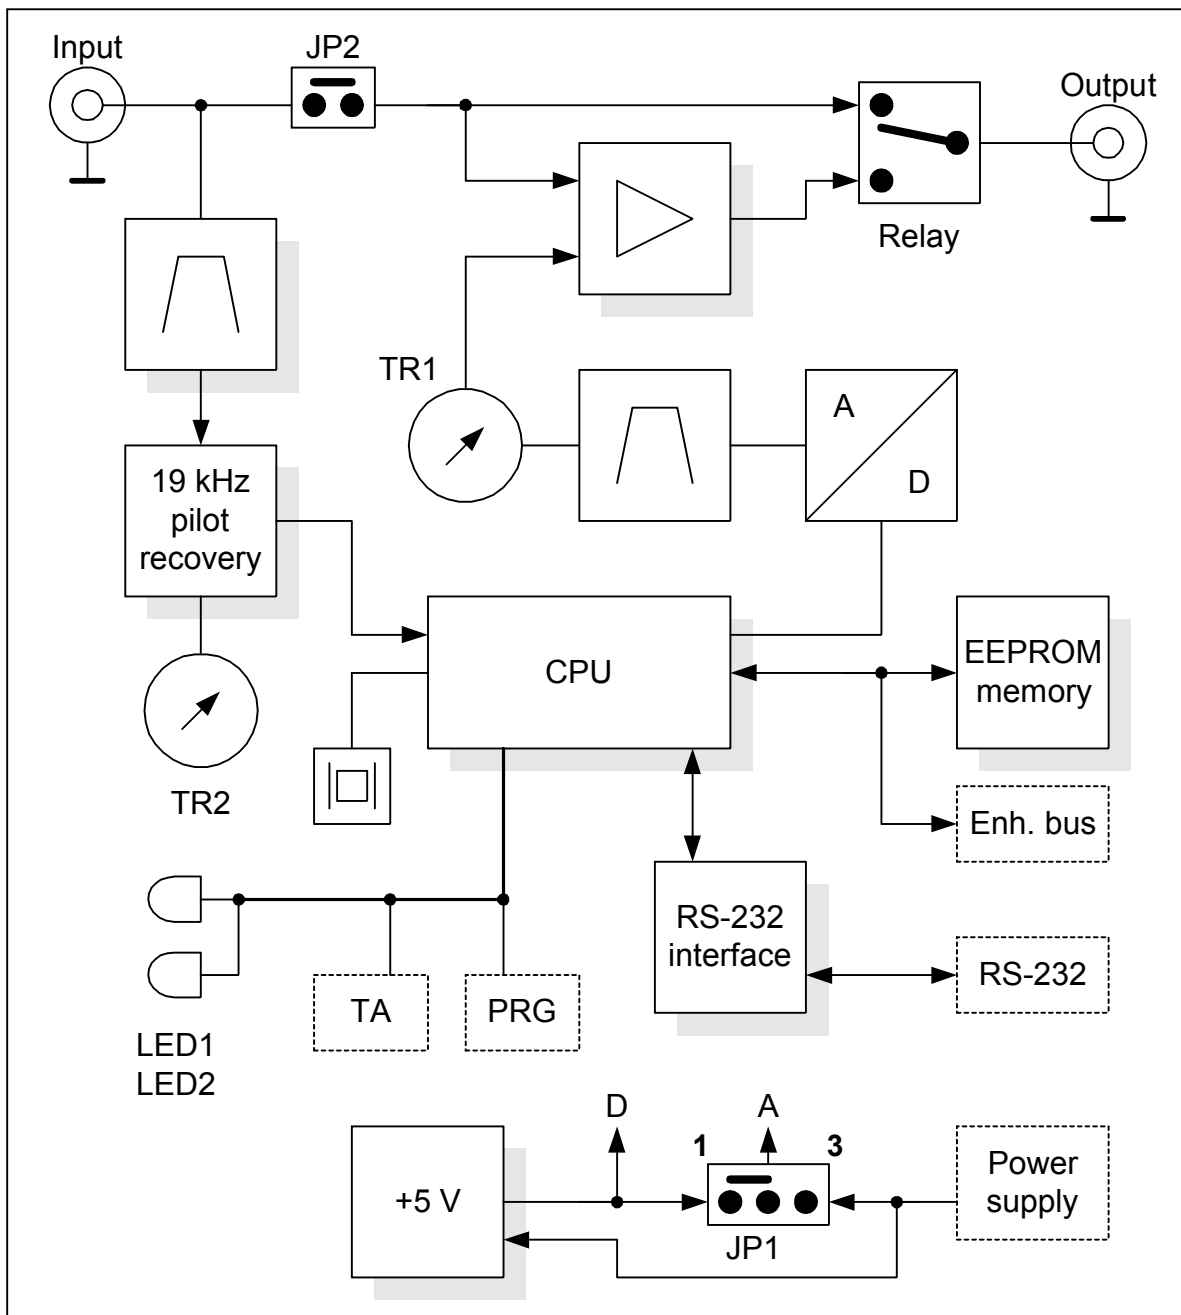 Input
JP2
Output
Relay
TR1
A
D
19 kHz
pilot
recovery
CPU
EEPROM
memory
TR2
Enh. bus
RS-232
interface
RS-232
TA
PRG
LED1
LED2
D
A
1
3
+5 V
Power
supply
JP1